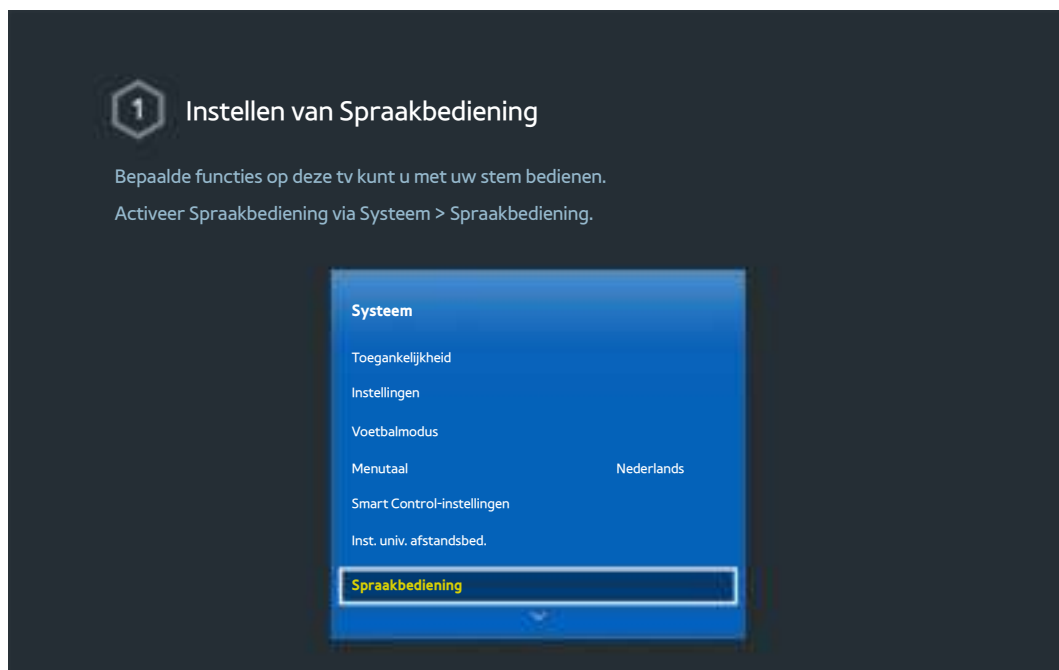 1 Instellen van Spraakbediening
Bepaalde functies op deze tv kunt u met uw stem bedienen.
Activeer Spraakbediening via Systeem > Spraakbediening.
Systeem
Toegankelijkheid
Instellingen
Voetbalmodus
Menutaal Nederlands
Smart Control-instellingen
Inst. univ. afstandsbed.
Spraakbediening